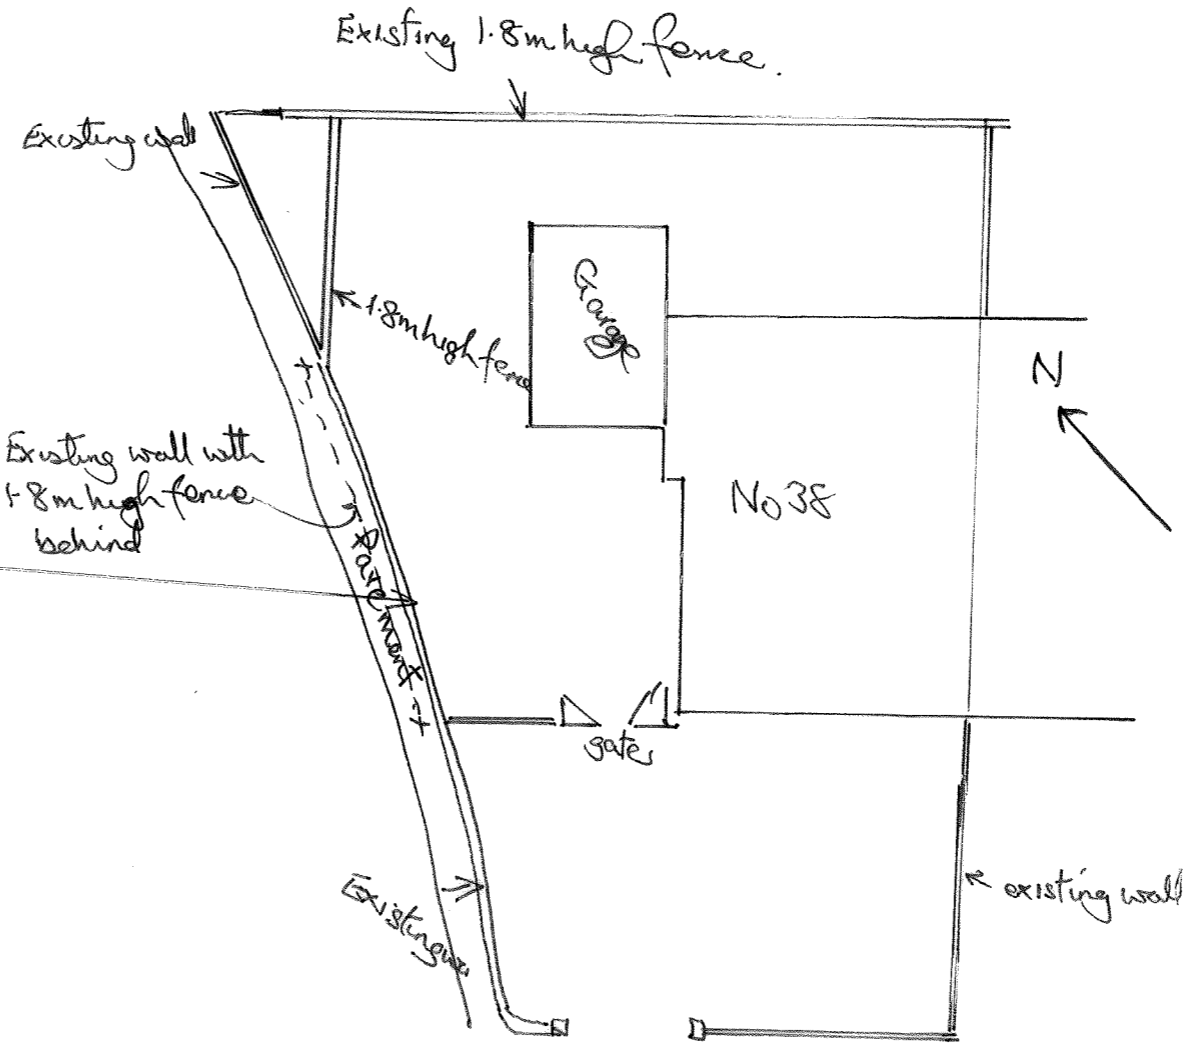 Existing 1.8m high fence.
Existing wall
Garage
1.8m high fence
N
Existing wall with
1.8m high fence
behind
No 38
Pavement
gates
existing wall
Existing